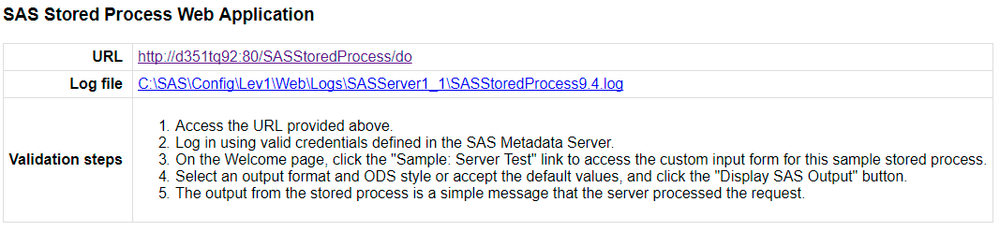 SAS Stored Process Web Application
URL http://d351tq92:80/SASStoredProcess/do
Log file C:\SAS\Config\Lev1\Web\Logs\SASServer1_1\SASStoredProcess9.4.log
Validation steps
1. Access the URL provided above.
2. Log in using valid credentials defined in the SAS Metadata Server.
3. On the Welcome page, click the "Sample: Server Test" link to access the custom input form for this sample stored process.
4. Select an output format and ODS style or accept the default values, and click the "Display SAS Output" button.
5. The output from the stored process is a simple message that the server processed the request.